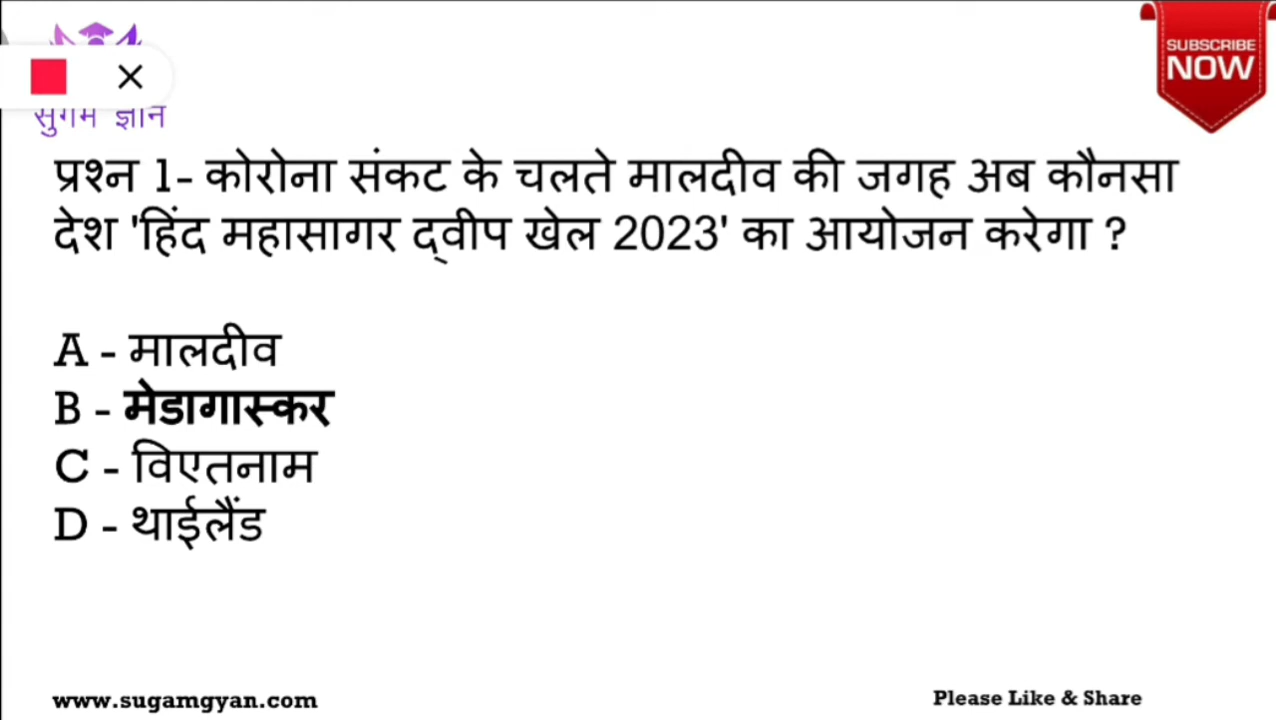 SUBSCRIBE
NOW
सुगम ज्ञान
प्रश्न 1- कोरोना संकट के चलते मालदीव की जगह अब कौनसा
देश 'हिंद महासागर द्वीप खेल 2023' का आयोजन करेगा ?
A - मालदीव
B - मेडागास्कर
C - विएतनाम
D - थाईलैंड
www.sugamgyan.com
Please Like & Share